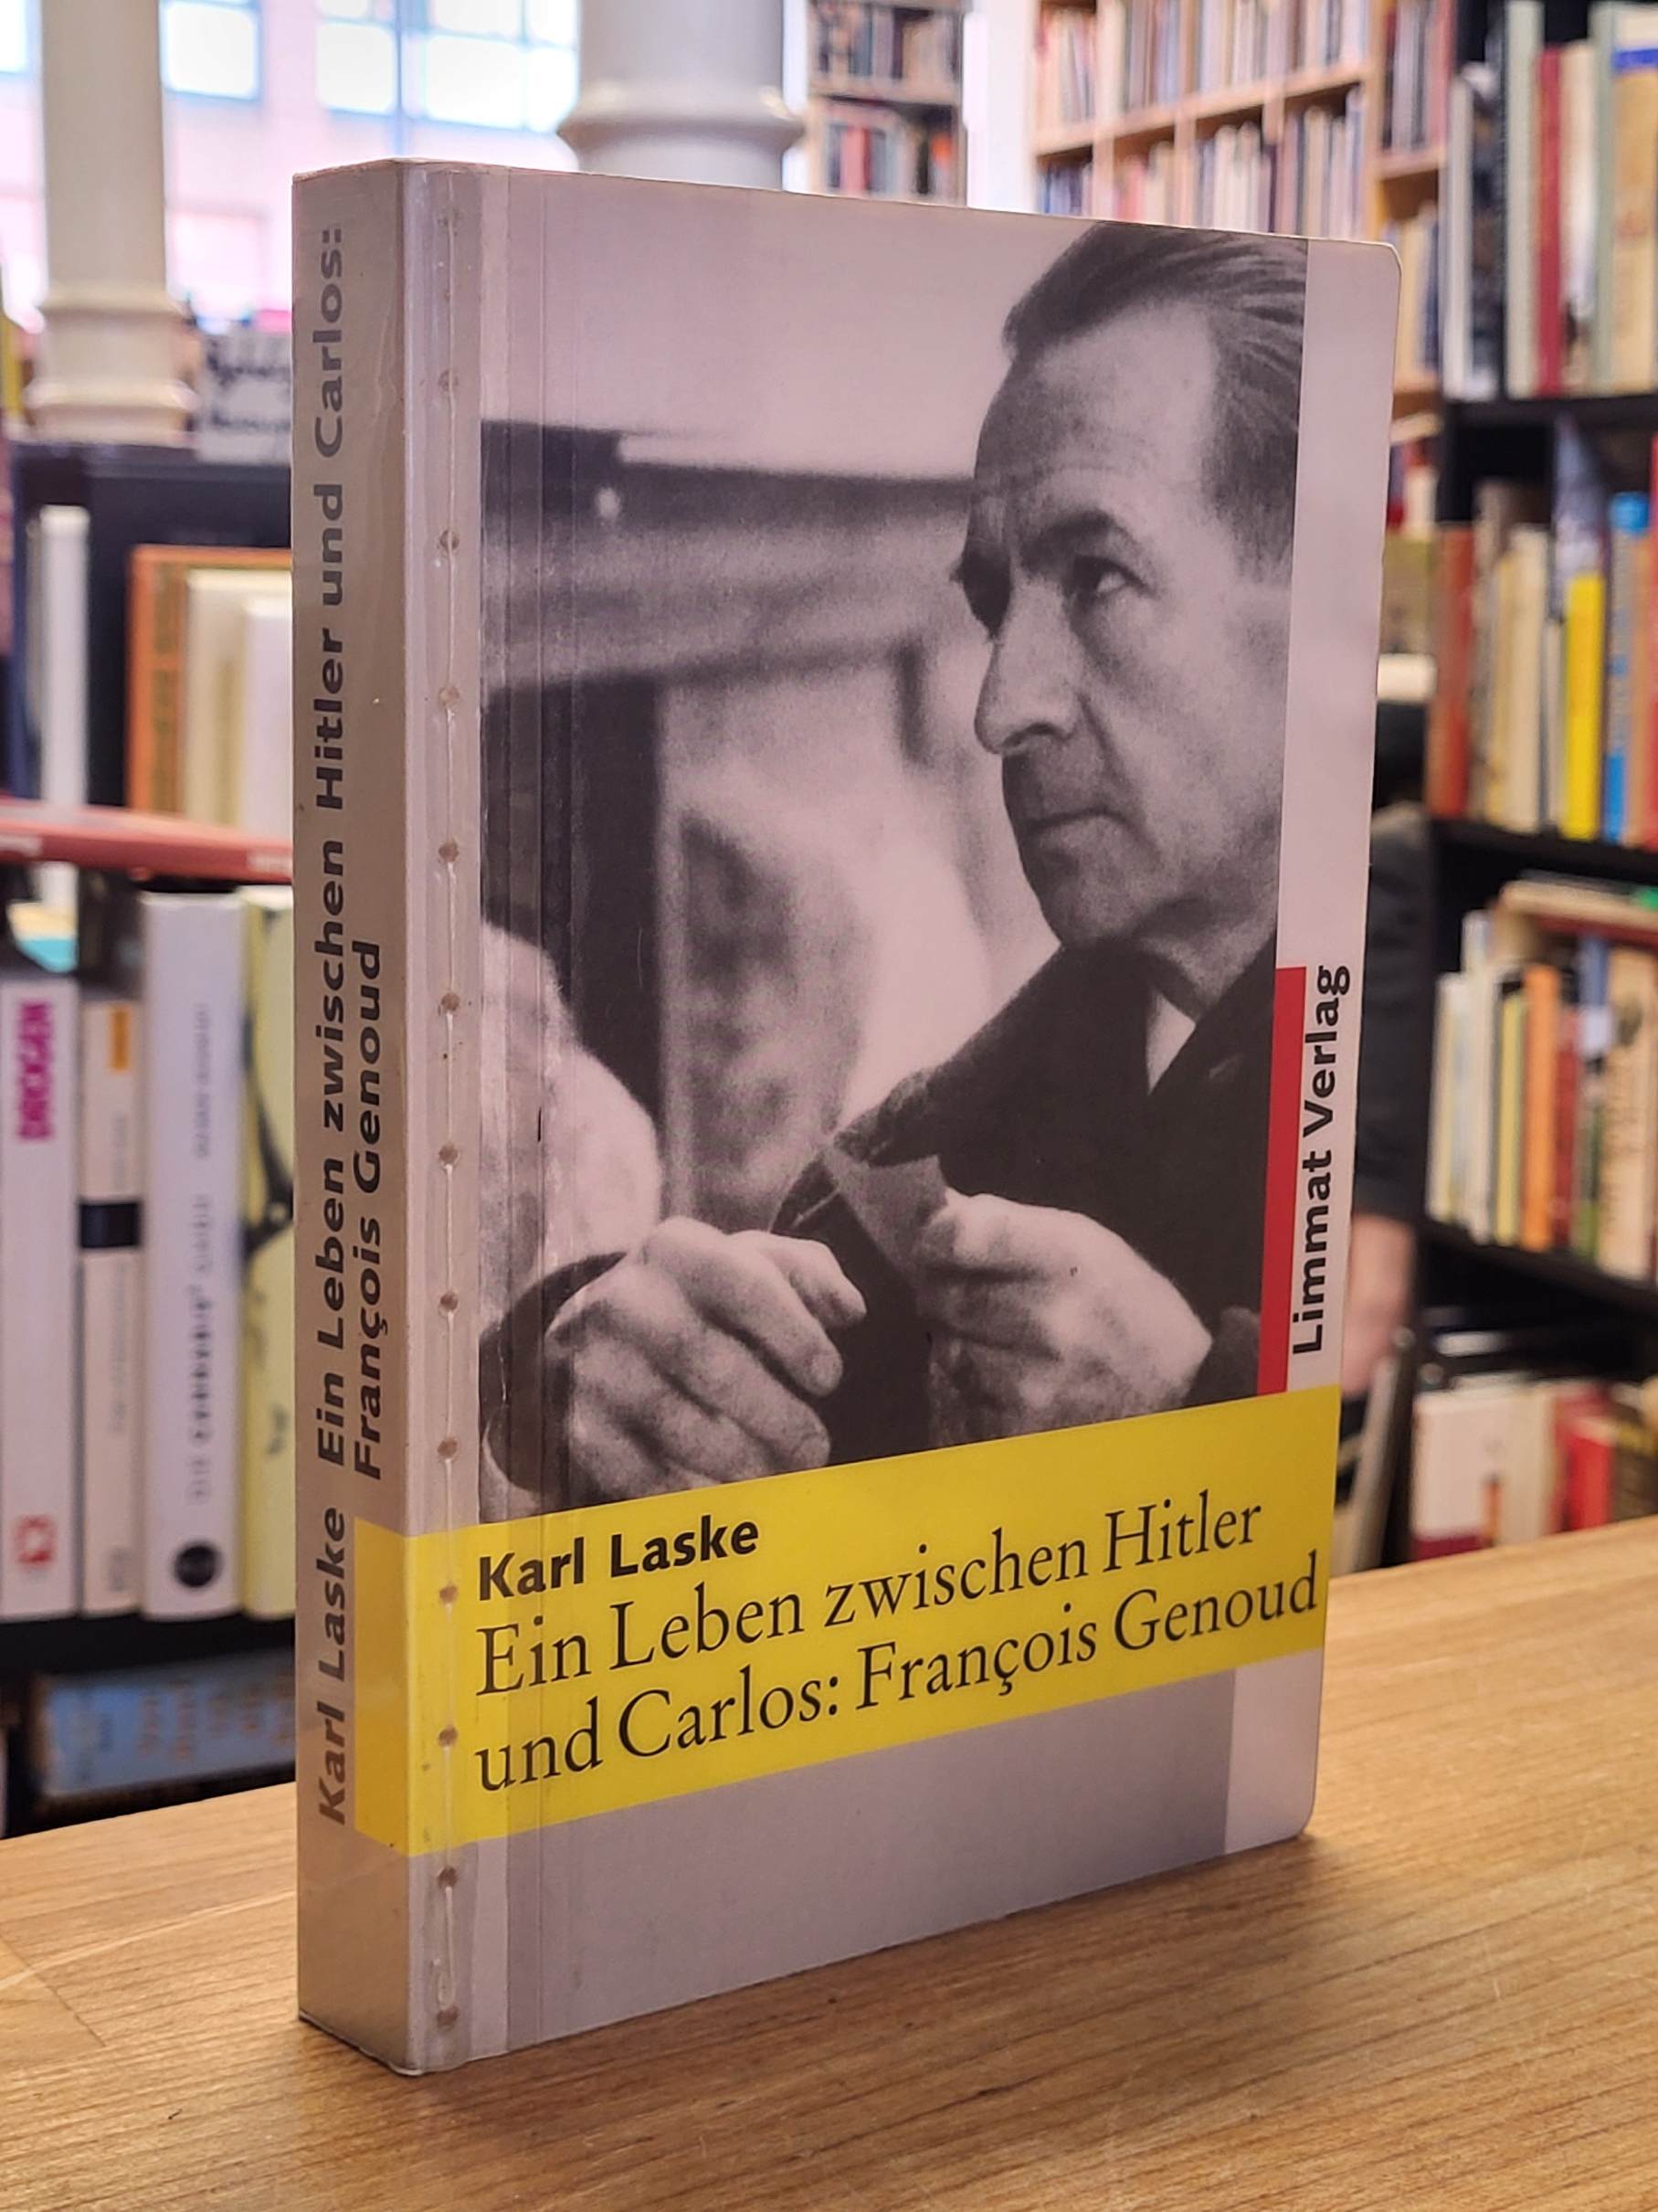 Karl Laske Ein Leben zwischen Hitler und Carlos:
François Genoud
Limmat Verlag
Karl Laske
Ein Leben zwischen Hitler
und Carlos: François Genoud
DROGEN